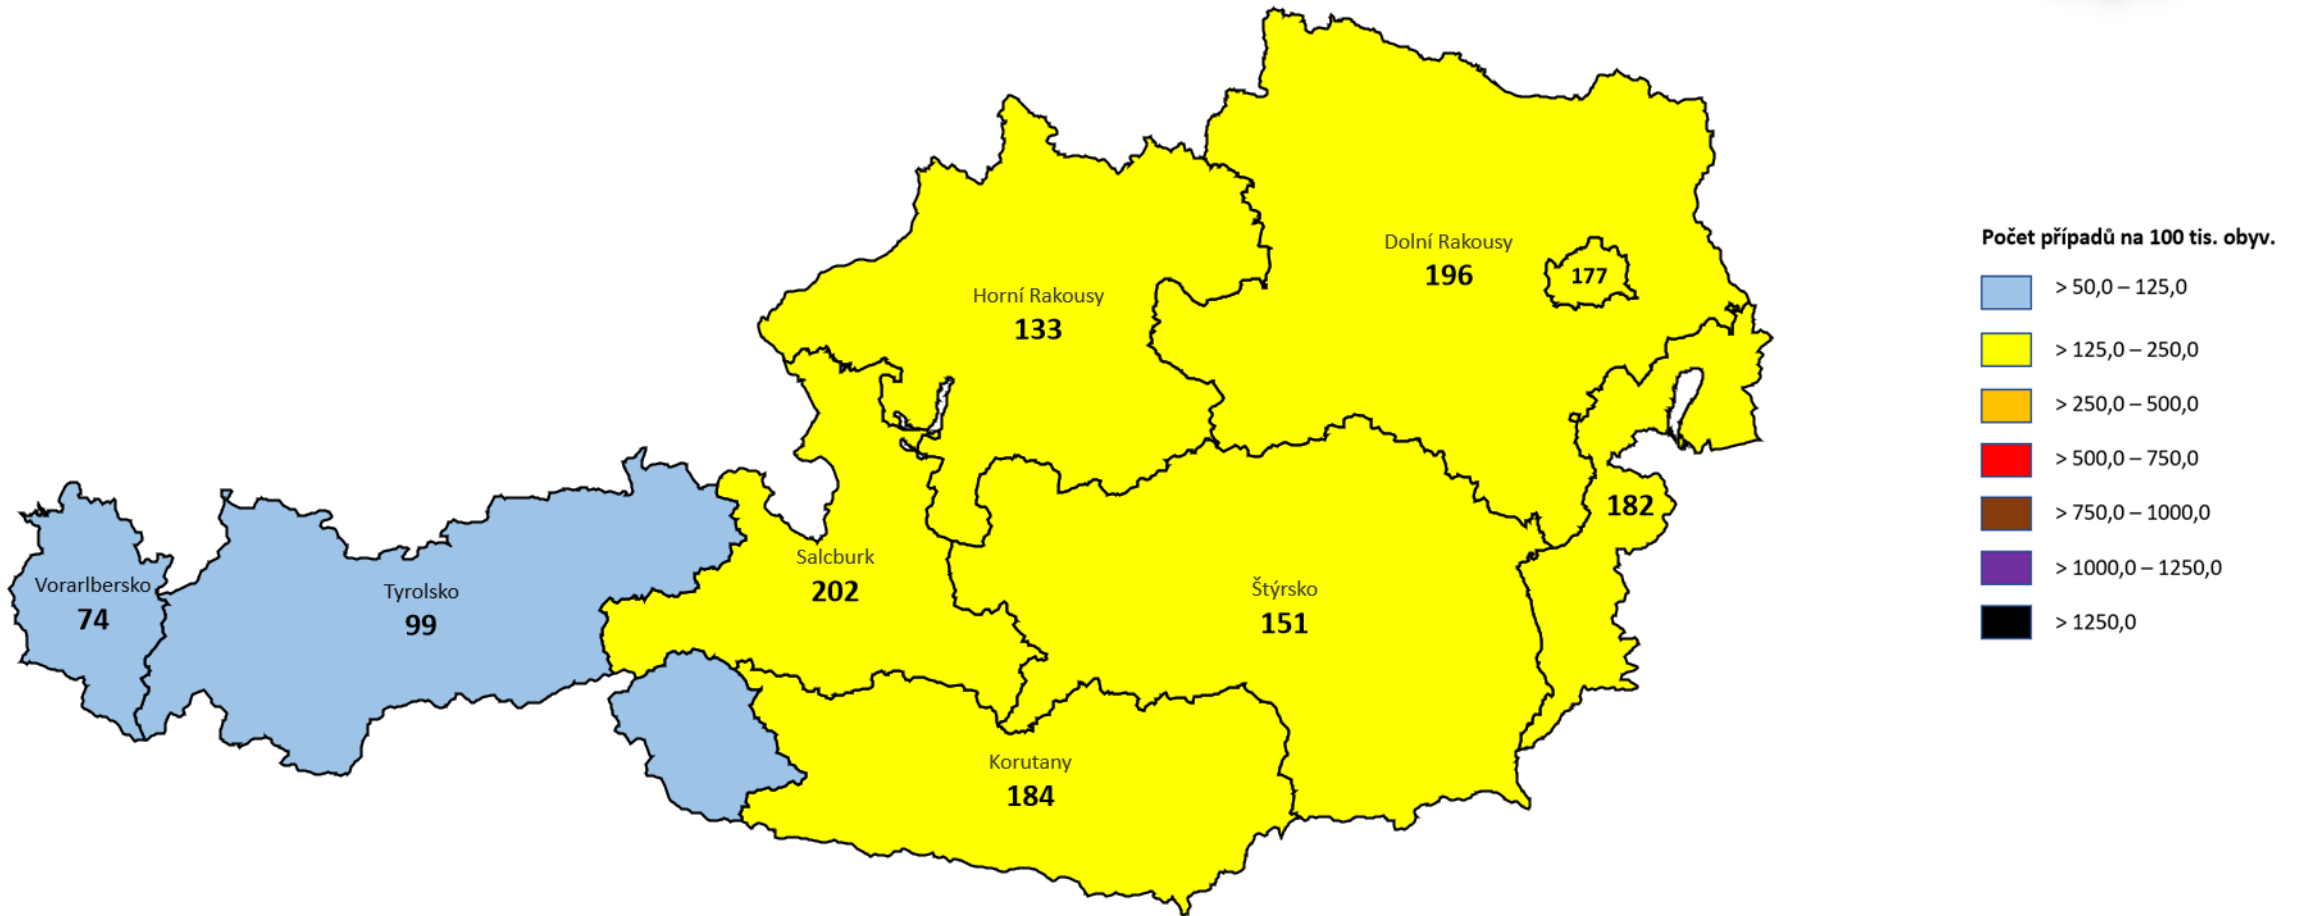 Dolní Rakousy
196
177
Horní Rakousy
133
182
Salcburk
202
Vorarlbersko
74
Tyrolsko
99
Štýrsko
151
Korutany
184
Počet případů na 100 tis. obyv.
> 50,0 – 125,0
> 125,0 – 250,0
> 250,0 – 500,0
> 500,0 – 750,0
> 750,0 – 1000,0
> 1000,0 – 1250,0
> 1250,0